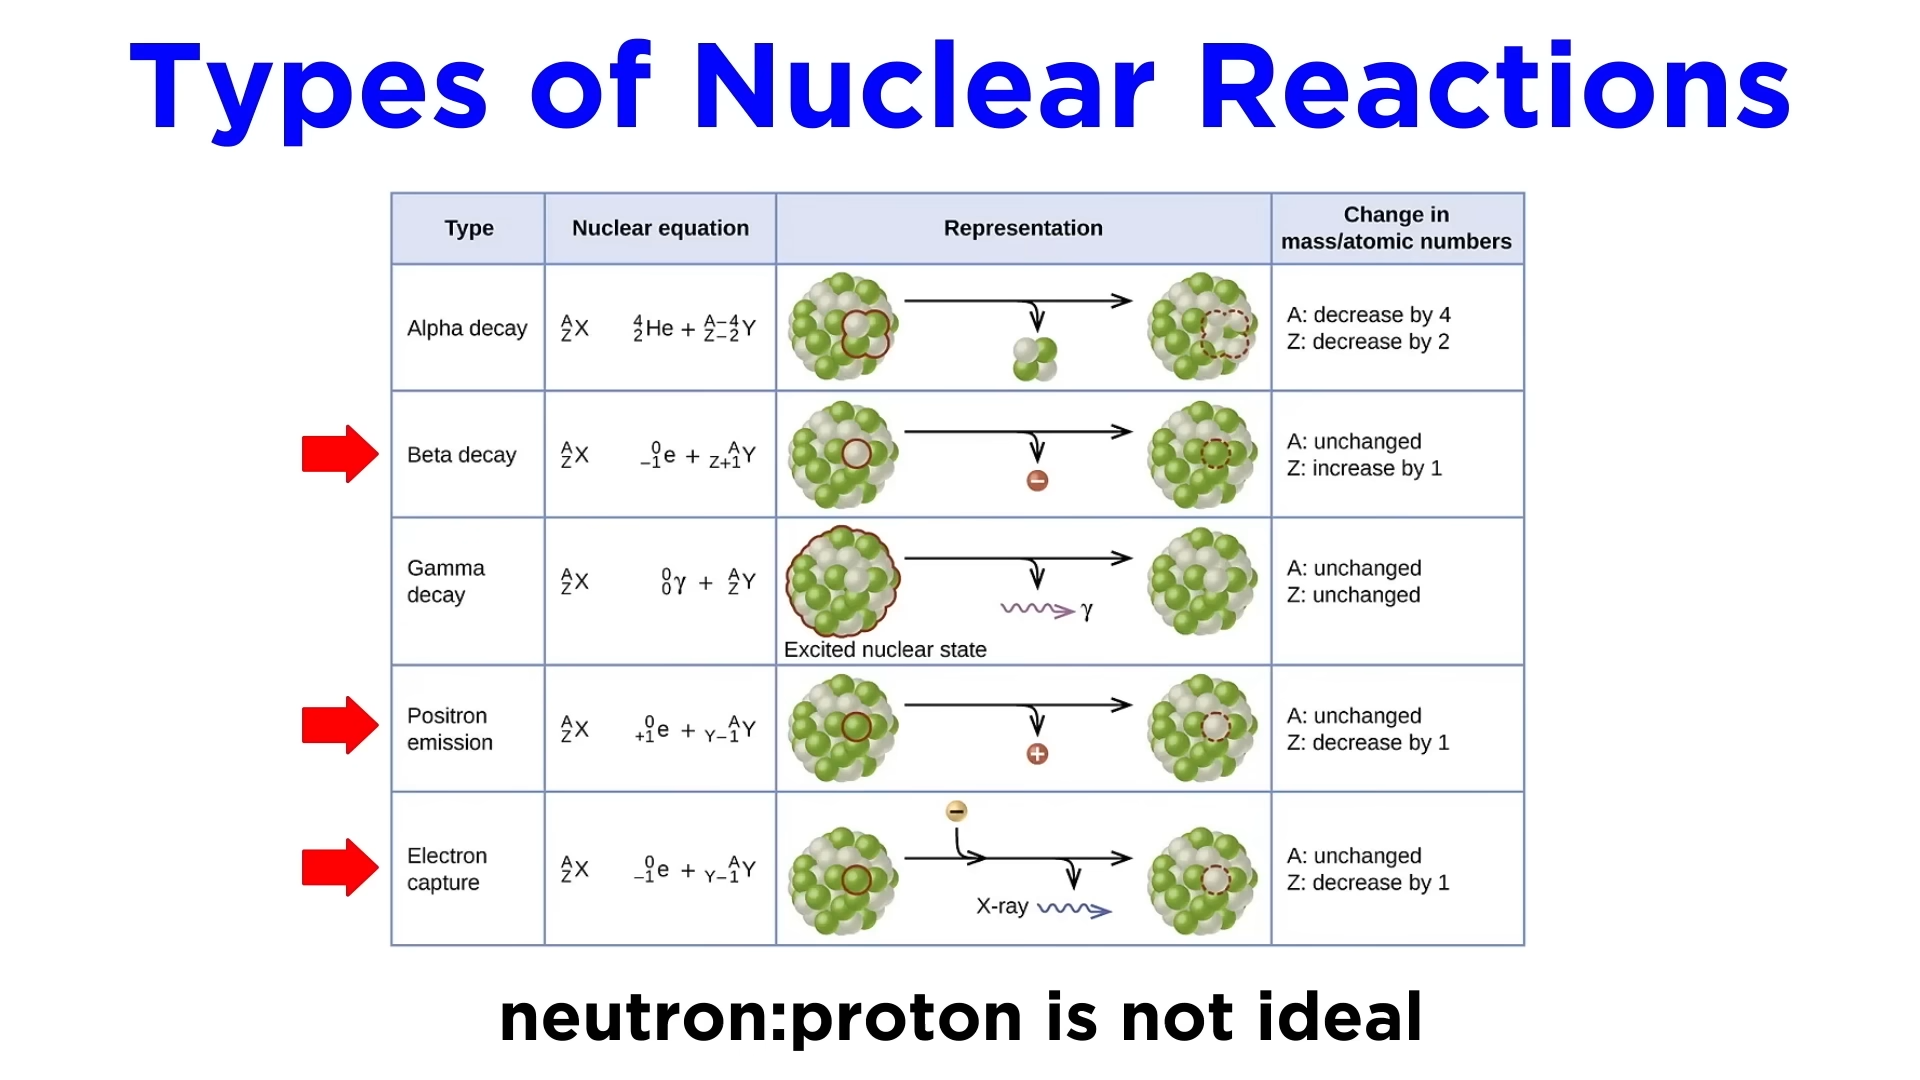 Types of Nuclear Reactions
Type Nuclear equation Representation Change in mass/atomic numbers
Alpha decay
A Z X 4 2 He + A–4 Z–2 Y
A: decrease by 4
Z: decrease by 2
Beta decay
A Z X 0 –1 e + A Z+1 Y
–
A: unchanged
Z: increase by 1
Gamma
decay
A Z X 0 0 γ + A Z Y
γ
Excited nuclear state
A: unchanged
Z: unchanged
Positron
emission
A Z X 0 +1 e + A Y–1 Y
+
A: unchanged
Z: decrease by 1
Electron
capture
A Z X 0 –1 e + A Y–1 Y
–
X-ray
A: unchanged
Z: decrease by 1
neutron:proton is not ideal